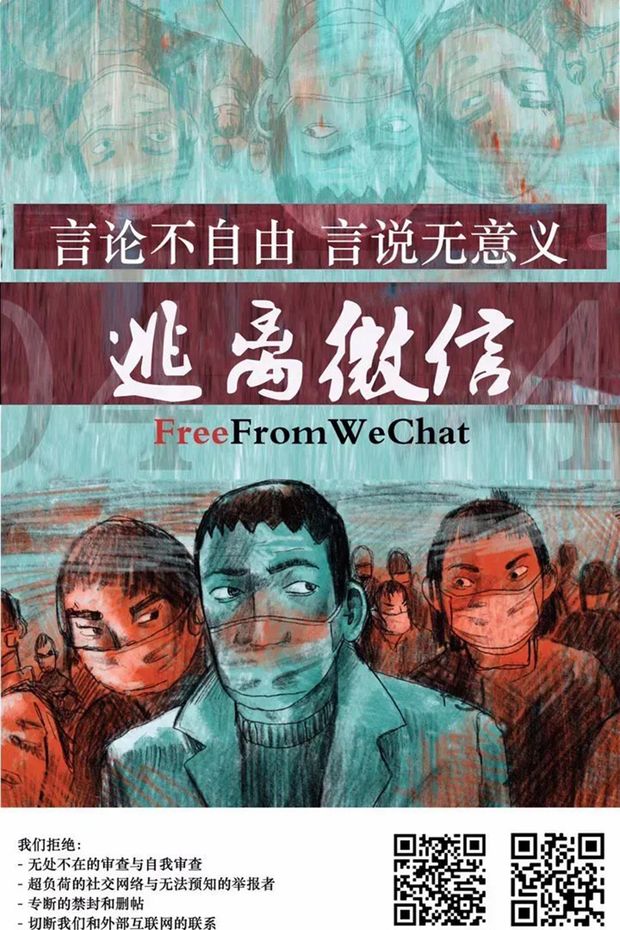 言论不自由 言说无意义
逃离微信
FreeFromWeChat
我们拒绝:
- 无处不在的审查与自我审查
- 超负荷的社交网络与无法预知的举报者
- 专断的禁封和删帖
- 切断我们和外部互联网的联系